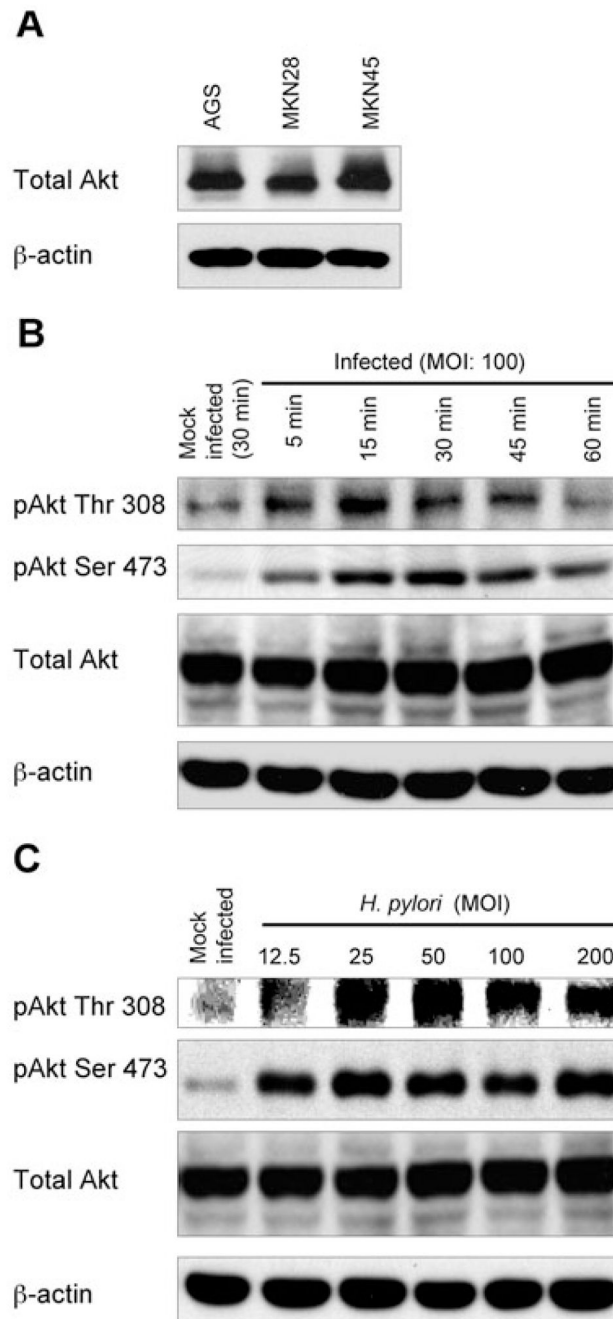 A
AGS MKN28 MKN45
Total Akt
β-actin
B
Infected (MOI: 100)
Mock infected (30 min) 5 min 15 min 30 min 45 min 60 min
pAkt Thr 308
pAkt Ser 473
Total Akt
β-actin
C
H. pylori (MOI)
Mock infected 12.5 25 50 100 200
pAkt Thr 308
pAkt Ser 473
Total Akt
β-actin